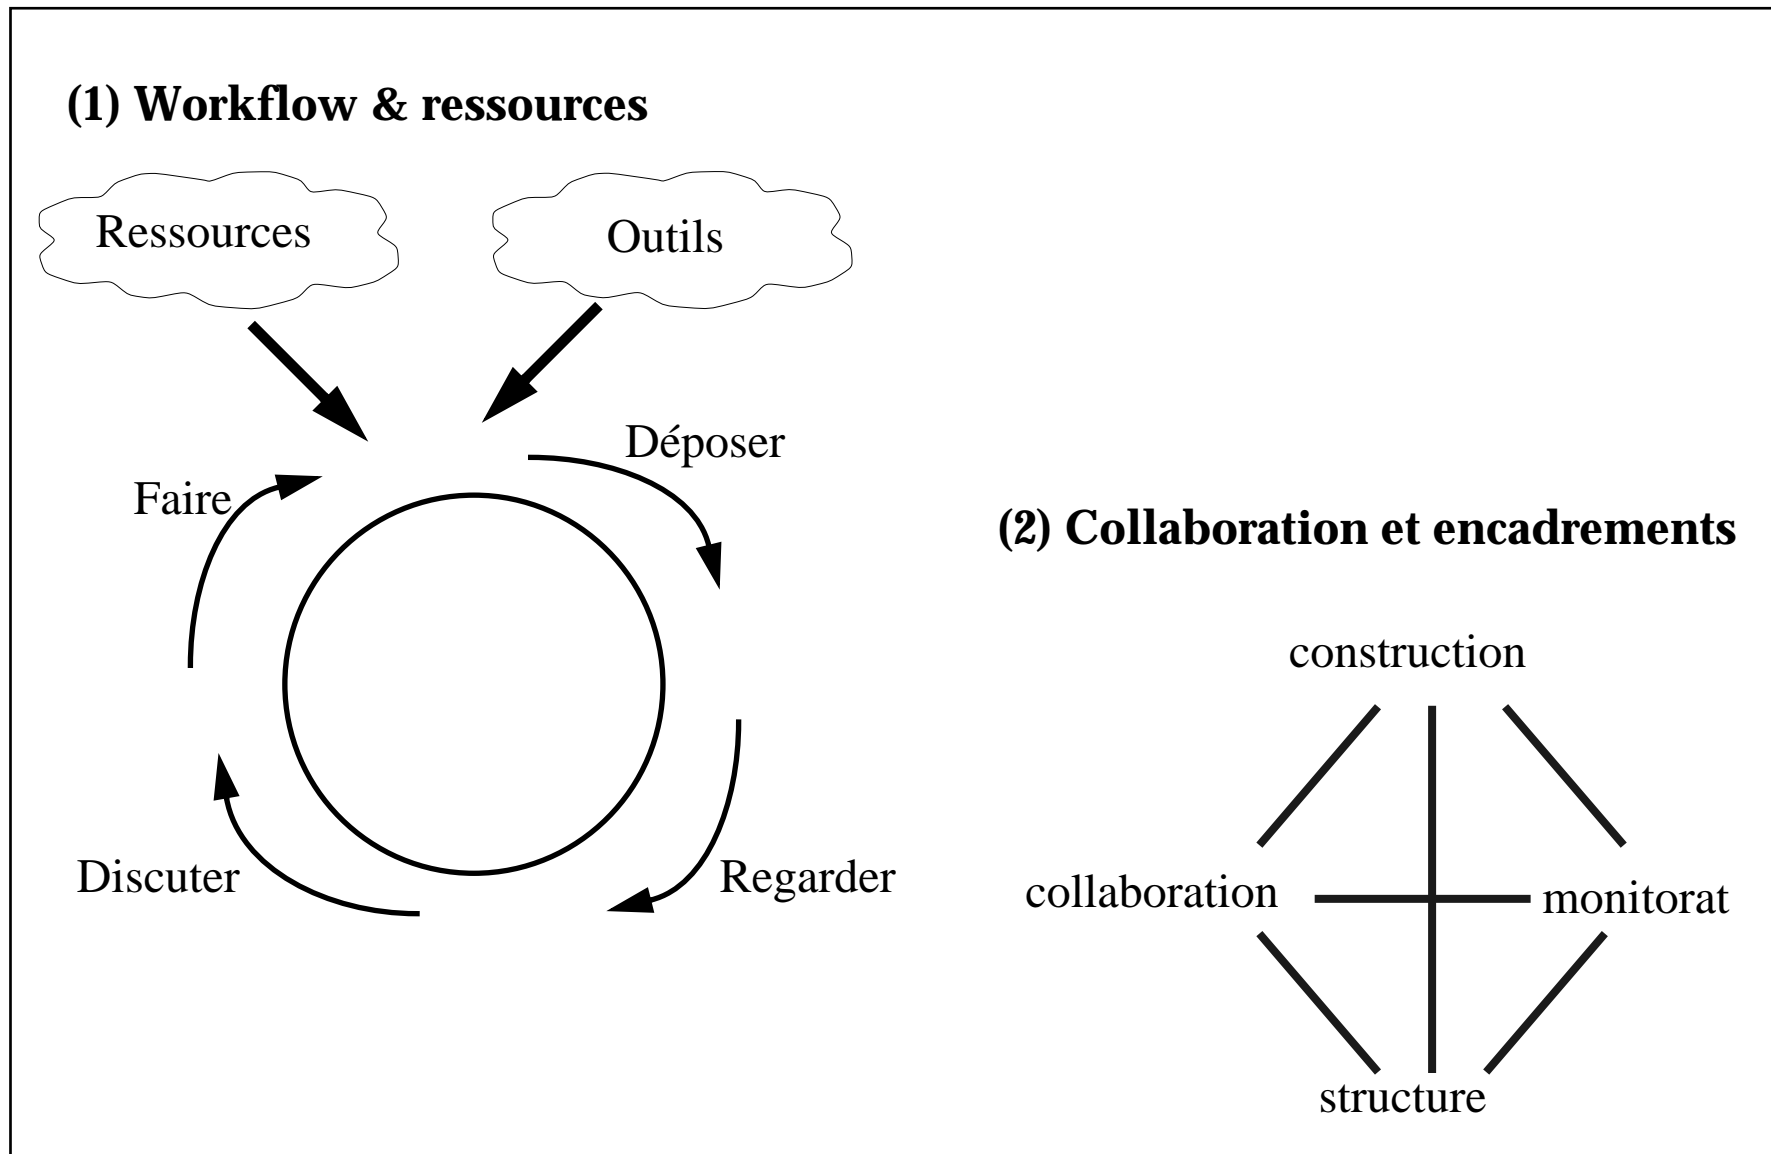 (1) Workflow & ressources
Ressources
Outils
Déposer
Faire
Discuter
Regarder
(2) Collaboration et encadrements
construction
collaboration
monitorat
structure